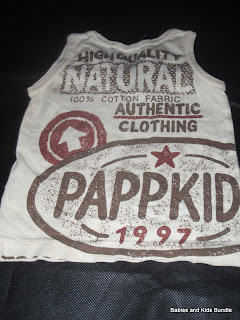 HIGH QUALITY
NATURAL
100% COTTON FABRIC
AUTHENTIC
CLOTHING
PAPPKID
1997
Babies and Kids Bundle